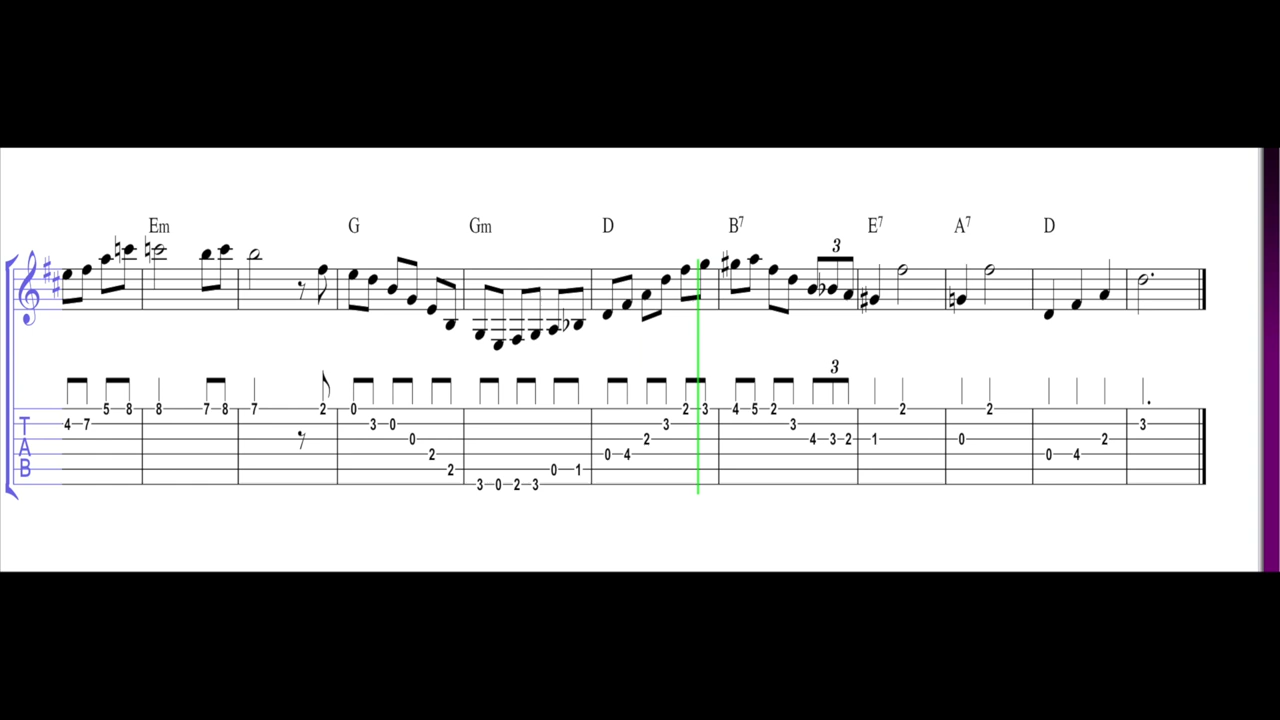 Em G Gm D B7 E7 A7 D
3
3
5 8 8 7 8 7 2 0 2 3 4 5 2 2 2
T 4 7 3 0 3 3 3
A 0 2 4 3 2 1 0 2
2 0 4 0 4
B 2 0 1
3 0 2 3